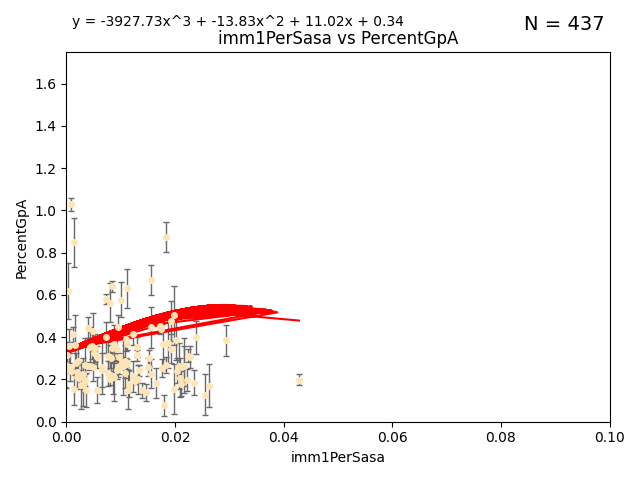 y = -3927.73x^3 + -13.83x^2 + 11.02x + 0.34
N = 437
imm1PerSasa vs PercentGpA
PercentGpA
1.6
1.4
1.2
1.0
0.8
0.6
0.4
0.2
0.0
0.00 0.02 0.04 0.06 0.08 0.10
imm1PerSasa